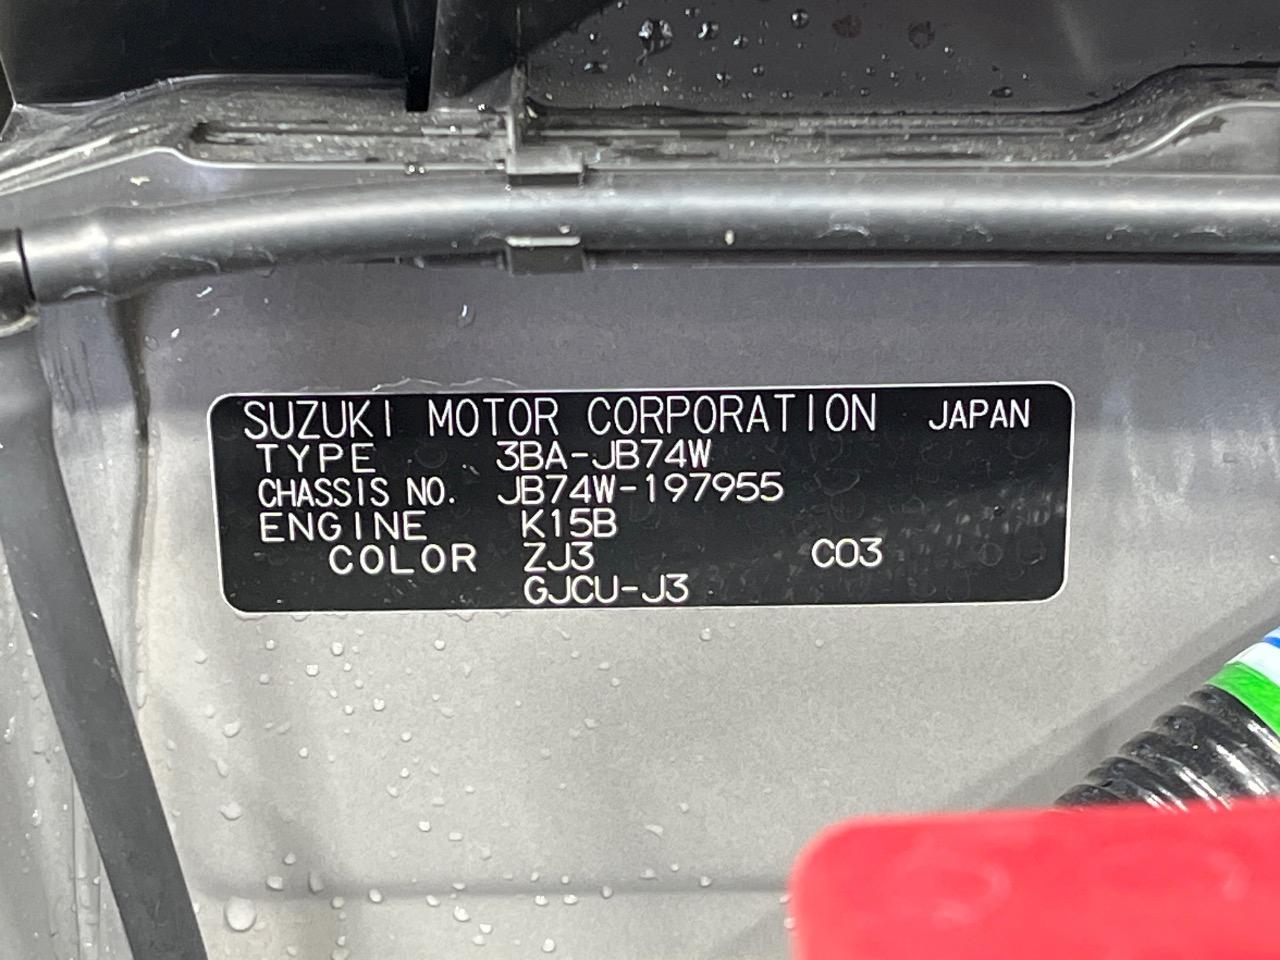 SUZUKI MOTOR CORPORATION JAPAN
TYPE 3BA-JB74W
CHASSIS NO. JB74W-197955
ENGINE K15B
COLOR ZJ3 C03
GJCU-J3